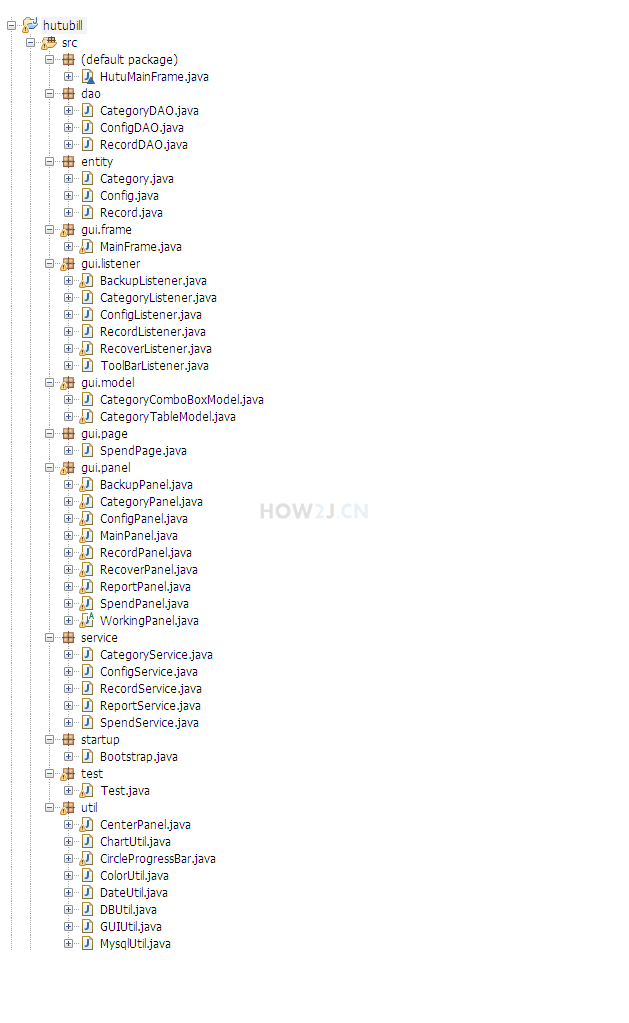 hutubill
src
(default package)
HutuMainFrame.java
dao
CategoryDAO.java
ConfigDAO.java
RecordDAO.java
entity
Category.java
Config.java
Record.java
gui.frame
MainFrame.java
gui.listener
BackupListener.java
CategoryListener.java
ConfigListener.java
RecordListener.java
RecoverListener.java
ToolBarListener.java
gui.model
CategoryComboBoxModel.java
CategoryTableModel.java
gui.page
SpendPage.java
gui.panel
BackupPanel.java
CategoryPanel.java
HOW2J.CN
ConfigPanel.java
MainPanel.java
RecordPanel.java
RecoverPanel.java
ReportPanel.java
SpendPanel.java
WorkingPanel.java
service
CategoryService.java
ConfigService.java
RecordService.java
ReportService.java
SpendService.java
startup
Bootstrap.java
test
Test.java
util
CenterPanel.java
ChartUtil.java
CircleProgressBar.java
ColorUtil.java
DateUtil.java
DBUtil.java
GUIUtil.java
MysqlUtil.java